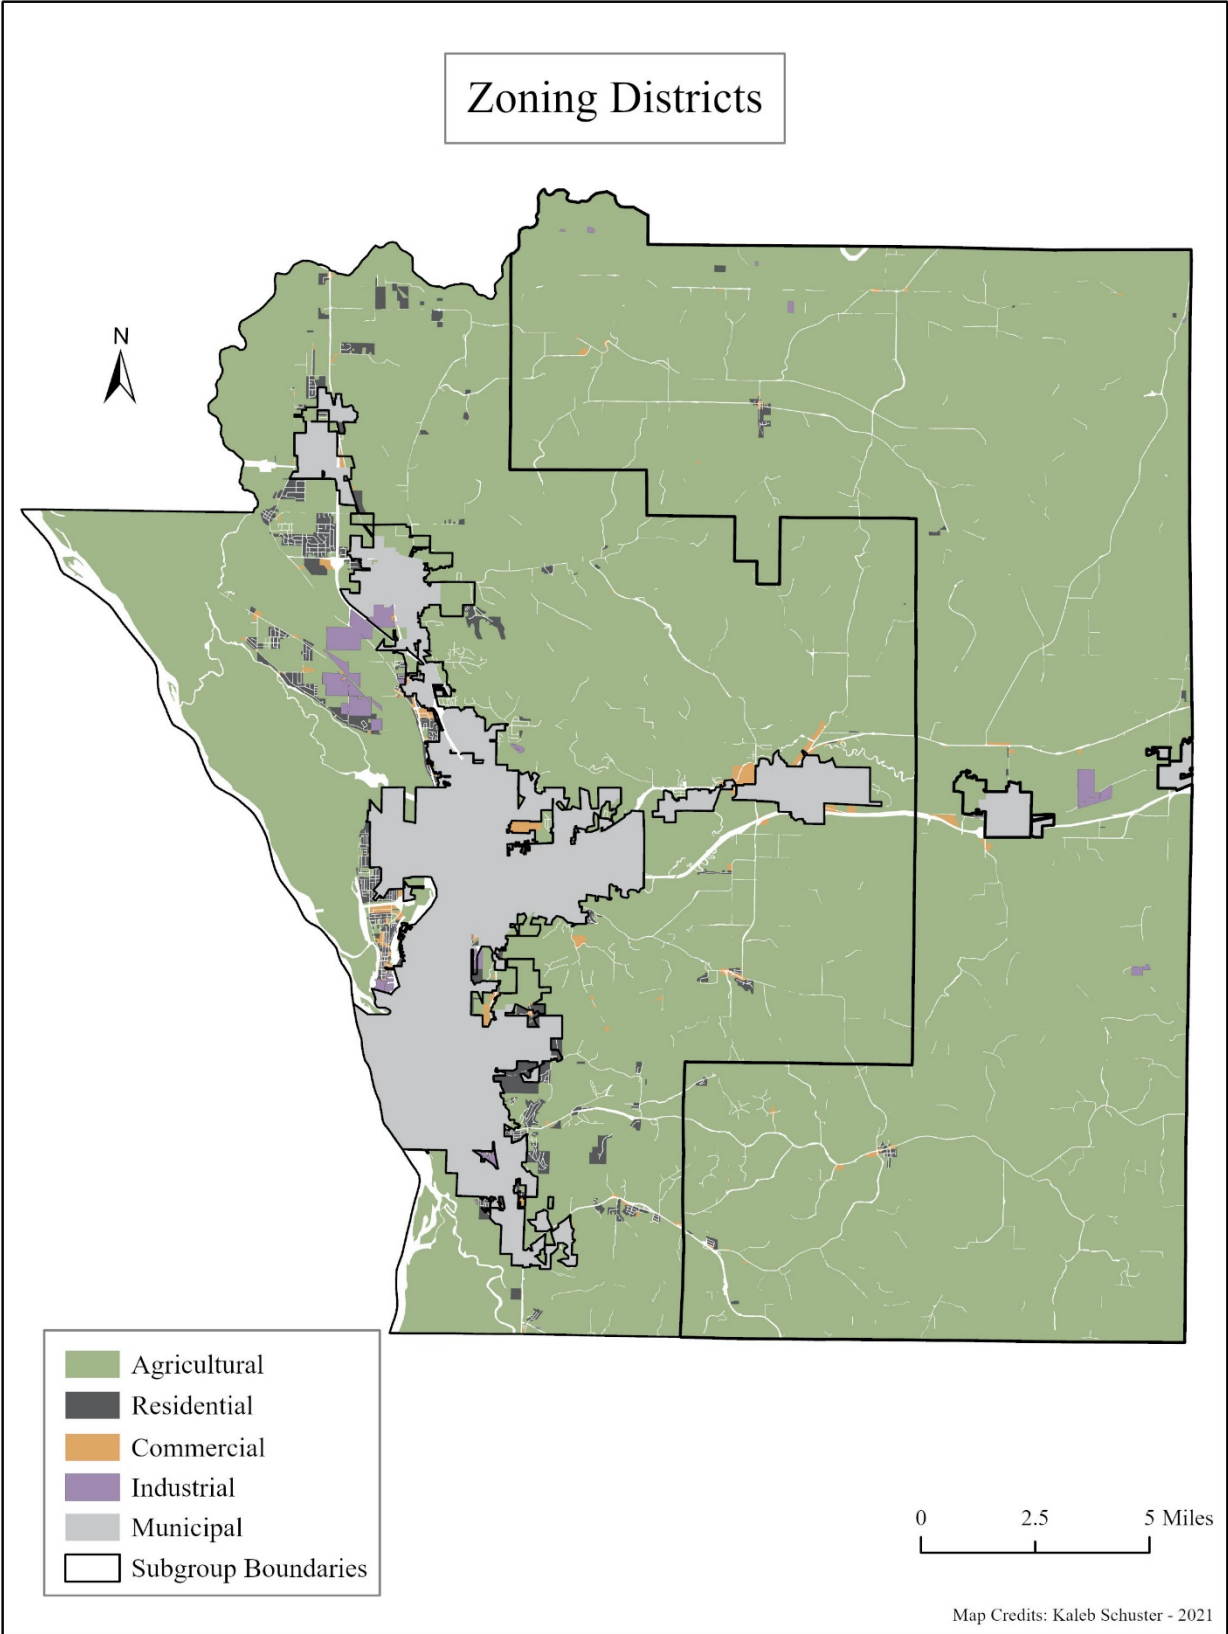 Zoning Districts
N
Agricultural
Residential
Commercial
Industrial
Municipal
Subgroup Boundaries
0 2.5 5 Miles
Map Credits: Kaleb Schuster - 2021